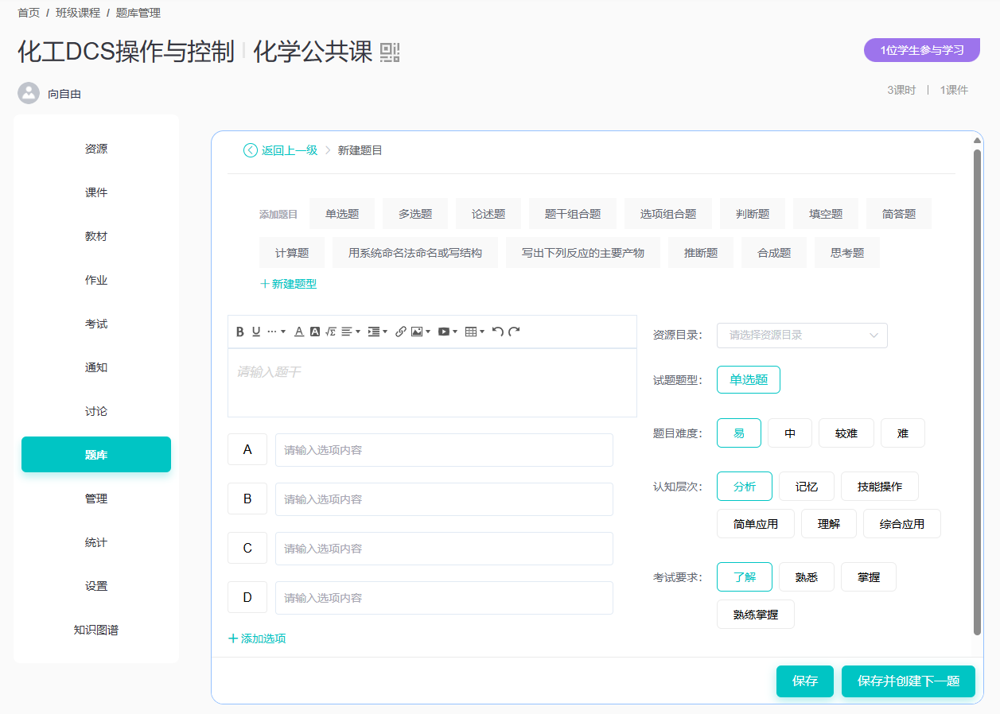 首页 / 班级课程 / 题库管理
化工DCS操作与控制 化学公共课
1位学生参与学习
向自由
3课时 | 1课件
资源
课件
教材
作业
考试
通知
讨论
题库
管理
统计
设置
知识图谱
返回上一级 > 新建题目
添加题目 单选题 多选题 论述题 题干组合题 选项组合题 判断题 填空题 简答题
计算题 用系统命名法命名或写结构 写出下列反应的主要产物 推断题 合成题 思考题
+新建题型
请输入题干
A 请输入选项内容
B 请输入选项内容
C 请输入选项内容
D 请输入选项内容
+ 添加选项
资源目录: 请选择资源目录
试题题型: 单选题
题目难度: 易 中 较难 难
认知层次: 分析 记忆 技能操作
简单应用 理解 综合应用
考试要求: 了解 熟悉 掌握
熟练掌握
保存 保存并创建下一题